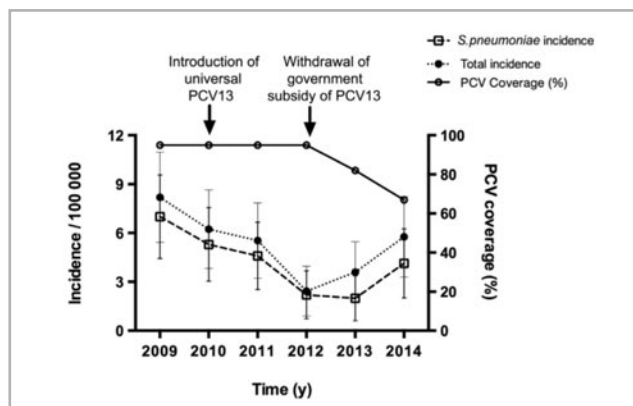 Introduction of
universal
PCV13
Withdrawal of
government
subsidy of PCV13
S.pneumoniae incidence
Total incidence
PCV Coverage (%)
Incidence / 100 000
12
9
6
3
0
100
80
60
40
20
0
PCV coverage (%)
2009 2010 2011 2012 2013 2014
Time (y)